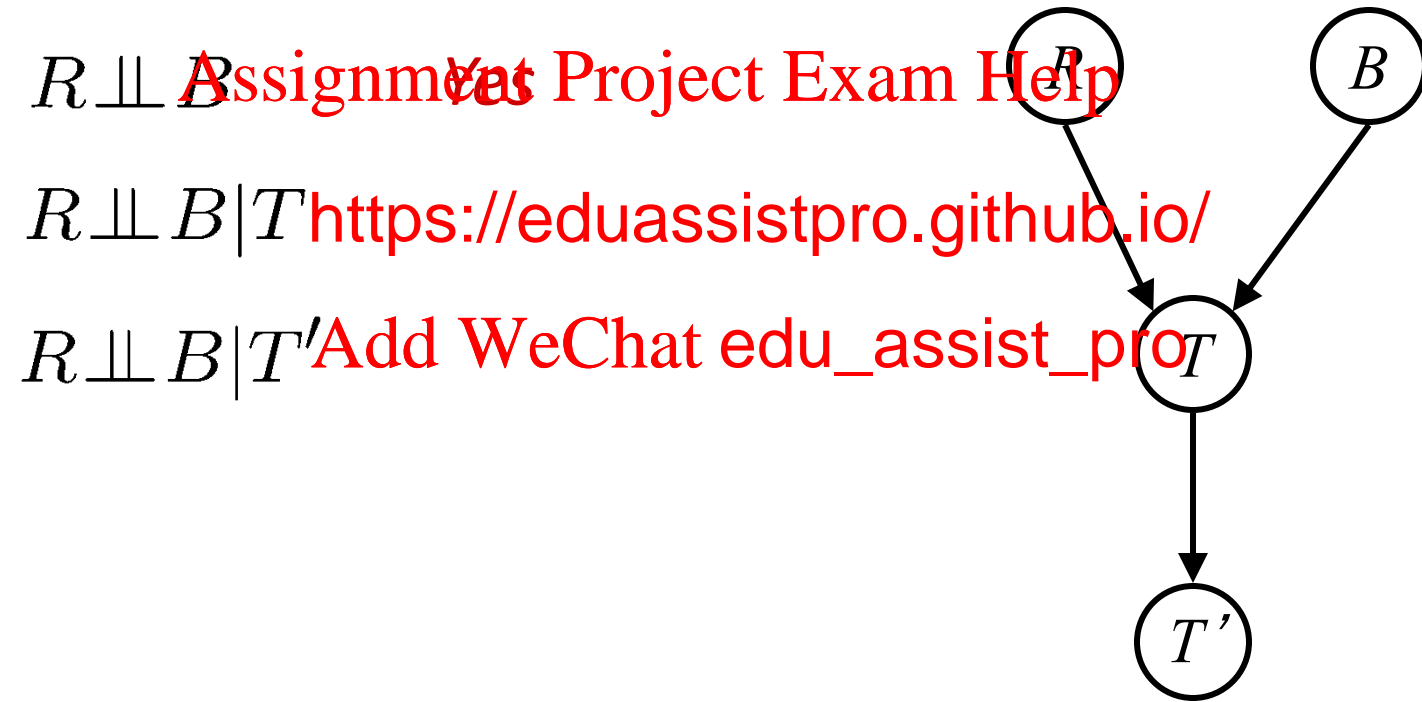 R ⫫ B Yes
Assignment Project Exam Help
R ⫫ B|T
https://eduassistpro.github.io/
R ⫫ B|T′
Add WeChat edu_assist_pro
R
B
T
T ’